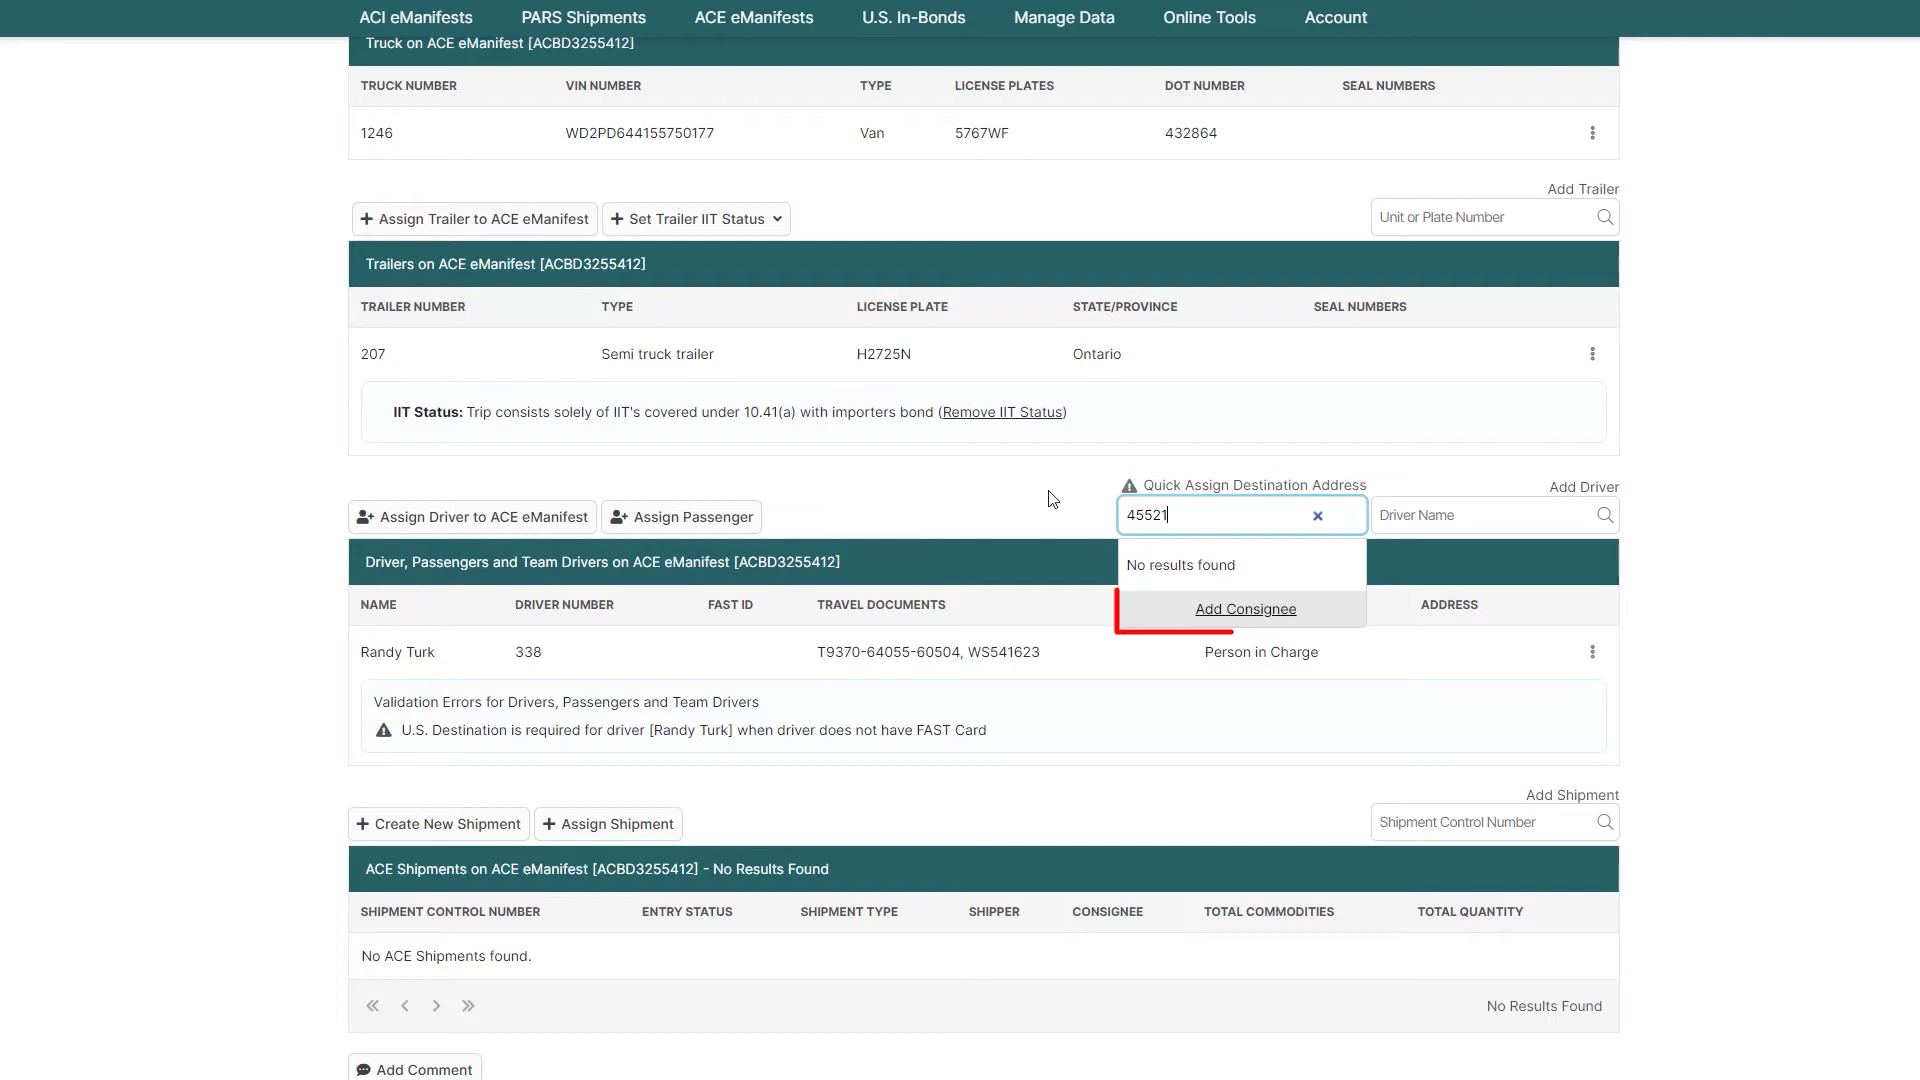 ACI eManifests PARS Shipments ACE eManifests U.S. In-Bonds Manage Data Online Tools Account
Truck on ACE eManifest [ACBD3255412]
TRUCK NUMBER VIN NUMBER TYPE LICENSE PLATES DOT NUMBER SEAL NUMBERS
1246 WD2PD644155750177 Van 5767WF 432864
Add Trailer
Assign Trailer to ACE eManifest Set Trailer IIT Status Unit or Plate Number
Trailers on ACE eManifest [ACBD3255412]
TRAILER NUMBER TYPE LICENSE PLATE STATE/PROVINCE SEAL NUMBERS
207 Semi truck trailer H2725N Ontario
IIT Status: Trip consists solely of IIT's covered under 10.41(a) with importers bond (Remove IIT Status)
Quick Assign Destination Address Add Driver
Assign Driver to ACE eManifest Assign Passenger 45521 Driver Name
Driver, Passengers and Team Drivers on ACE eManifest [ACBD3255412]
No results found
Add Consignee
NAME DRIVER NUMBER FAST ID TRAVEL DOCUMENTS ADDRESS
Randy Turk 338 T9370-64055-60504, WS541623 Person in Charge
Validation Errors for Drivers, Passengers and Team Drivers
U.S. Destination is required for driver [Randy Turk] when driver does not have FAST Card
Add Shipment
Create New Shipment Assign Shipment Shipment Control Number
ACE Shipments on ACE eManifest [ACBD3255412] - No Results Found
SHIPMENT CONTROL NUMBER ENTRY STATUS SHIPMENT TYPE SHIPPER CONSIGNEE TOTAL COMMODITIES TOTAL QUANTITY
No ACE Shipments found.
No Results Found
Add Comment